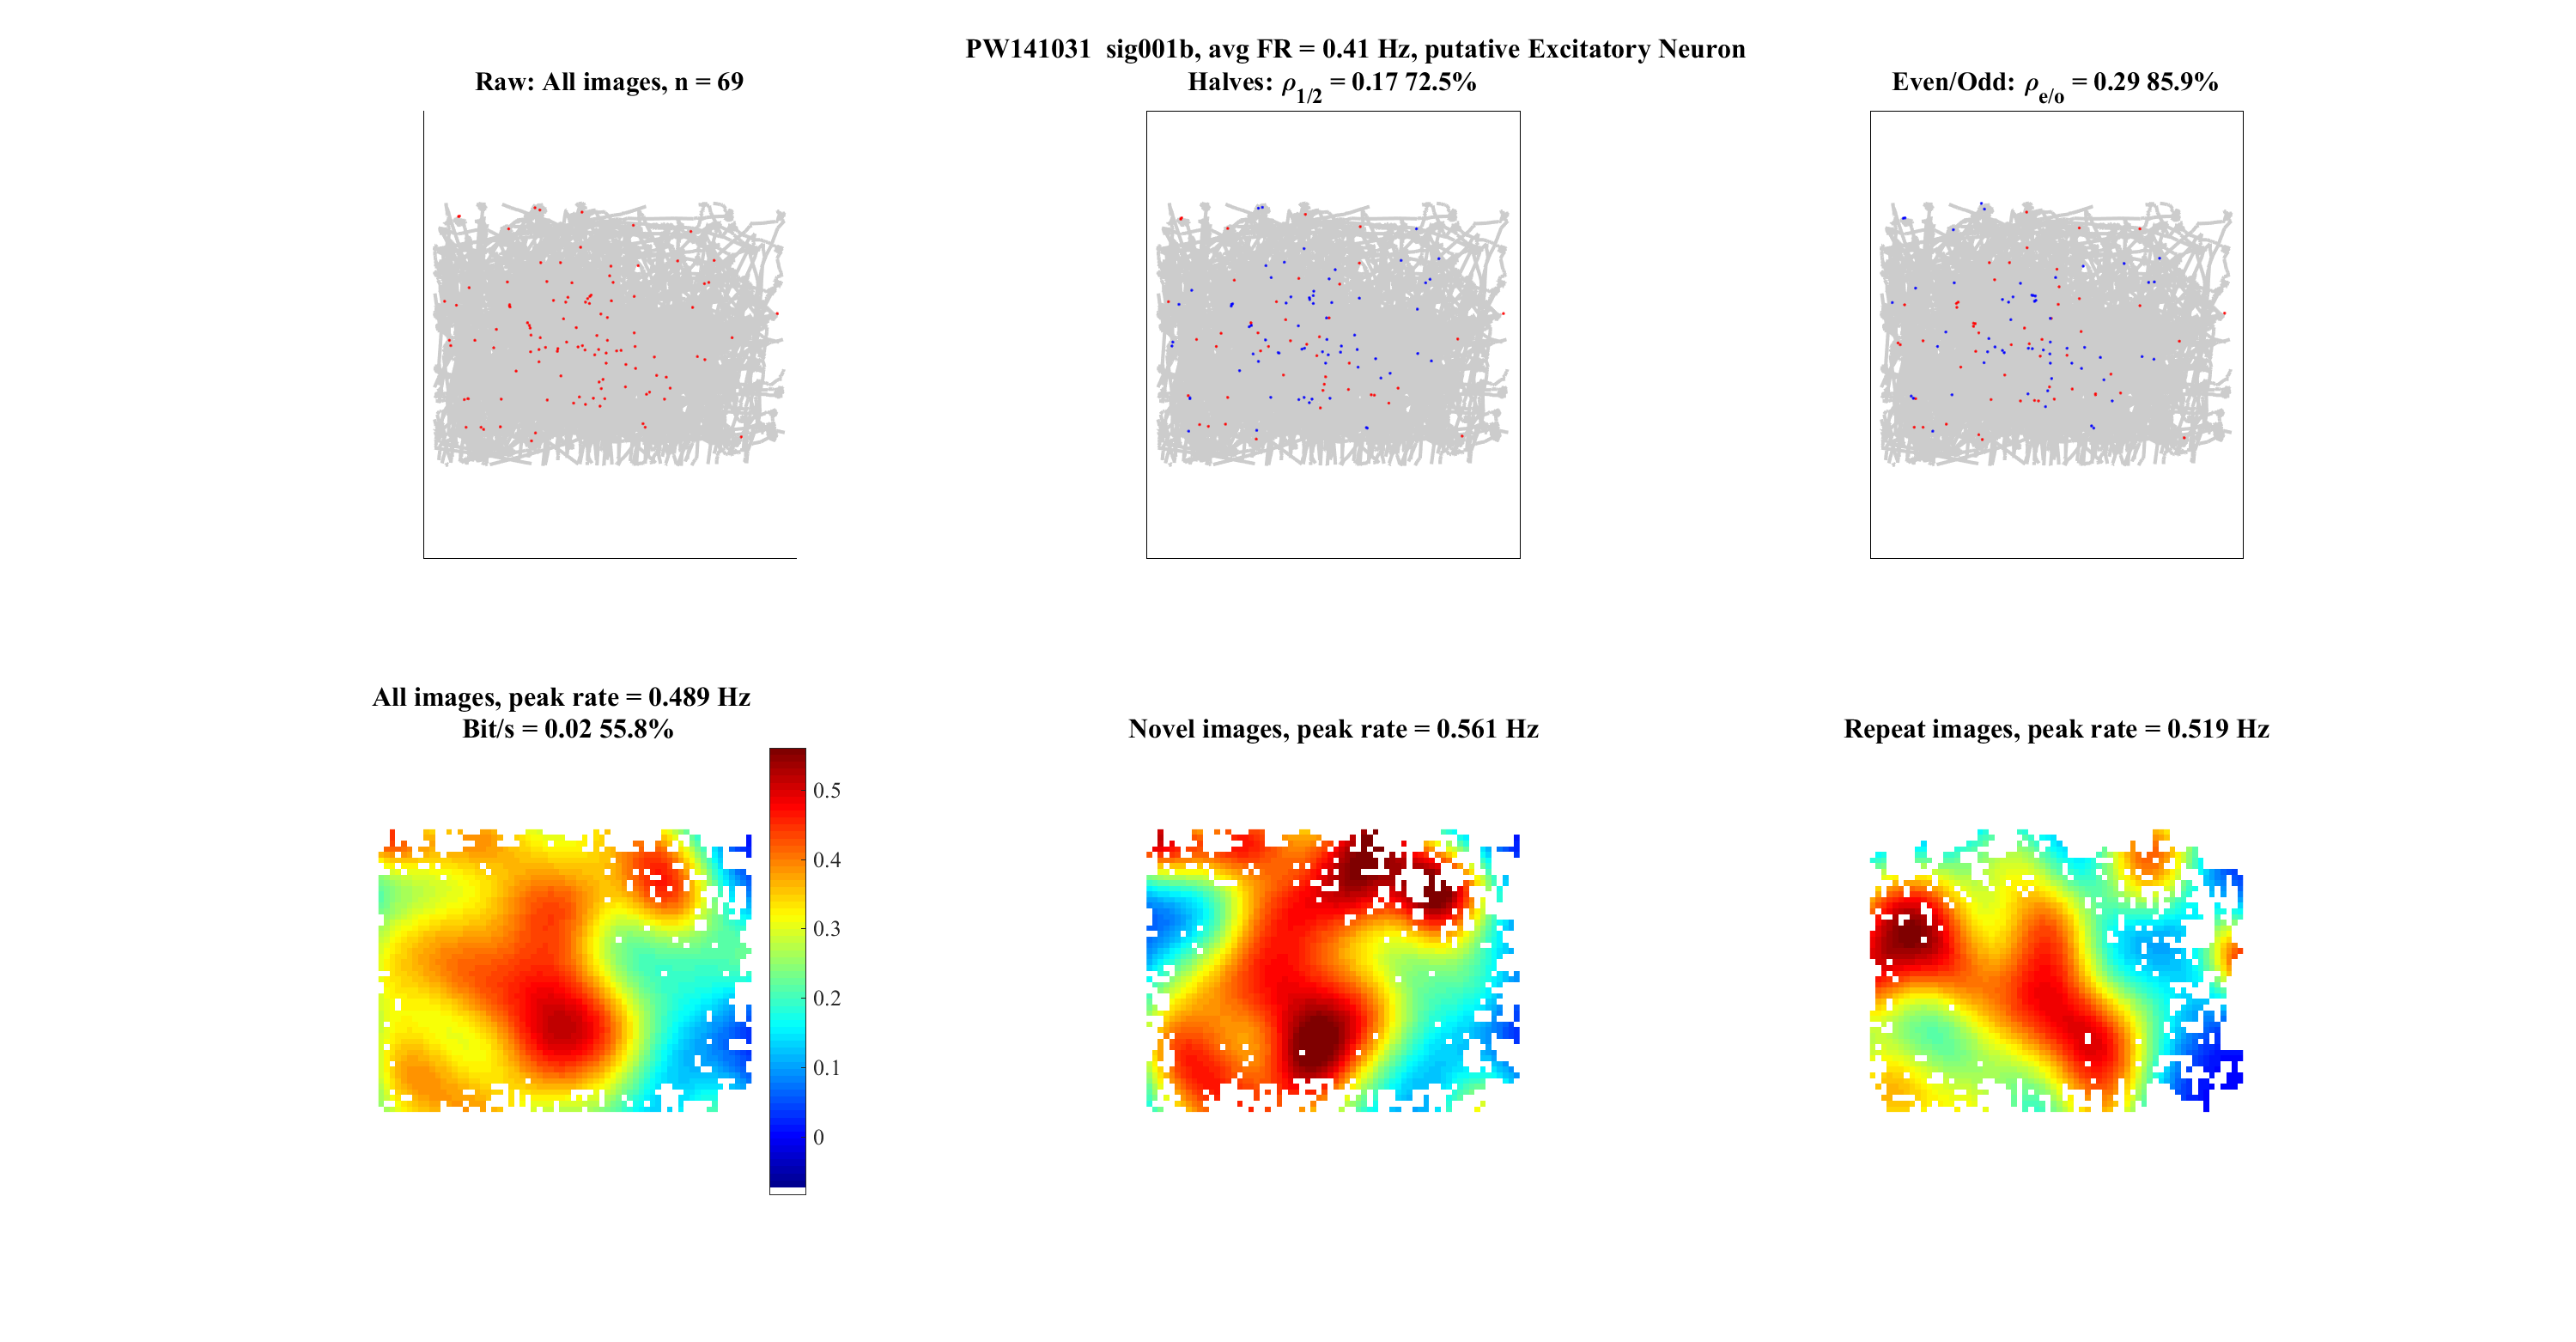 PW141031  sig001b, avg FR = 0.41 Hz, putative Excitatory Neuron
Raw: All images, n = 69
Halves: ρ1/2 = 0.17 72.5%
Even/Odd: ρe/o = 0.29 85.9%
All images, peak rate = 0.489 Hz
Bit/s = 0.02 55.8%
0.5
0.4
0.3
0.2
0.1
0
Novel images, peak rate = 0.561 Hz
Repeat images, peak rate = 0.519 Hz